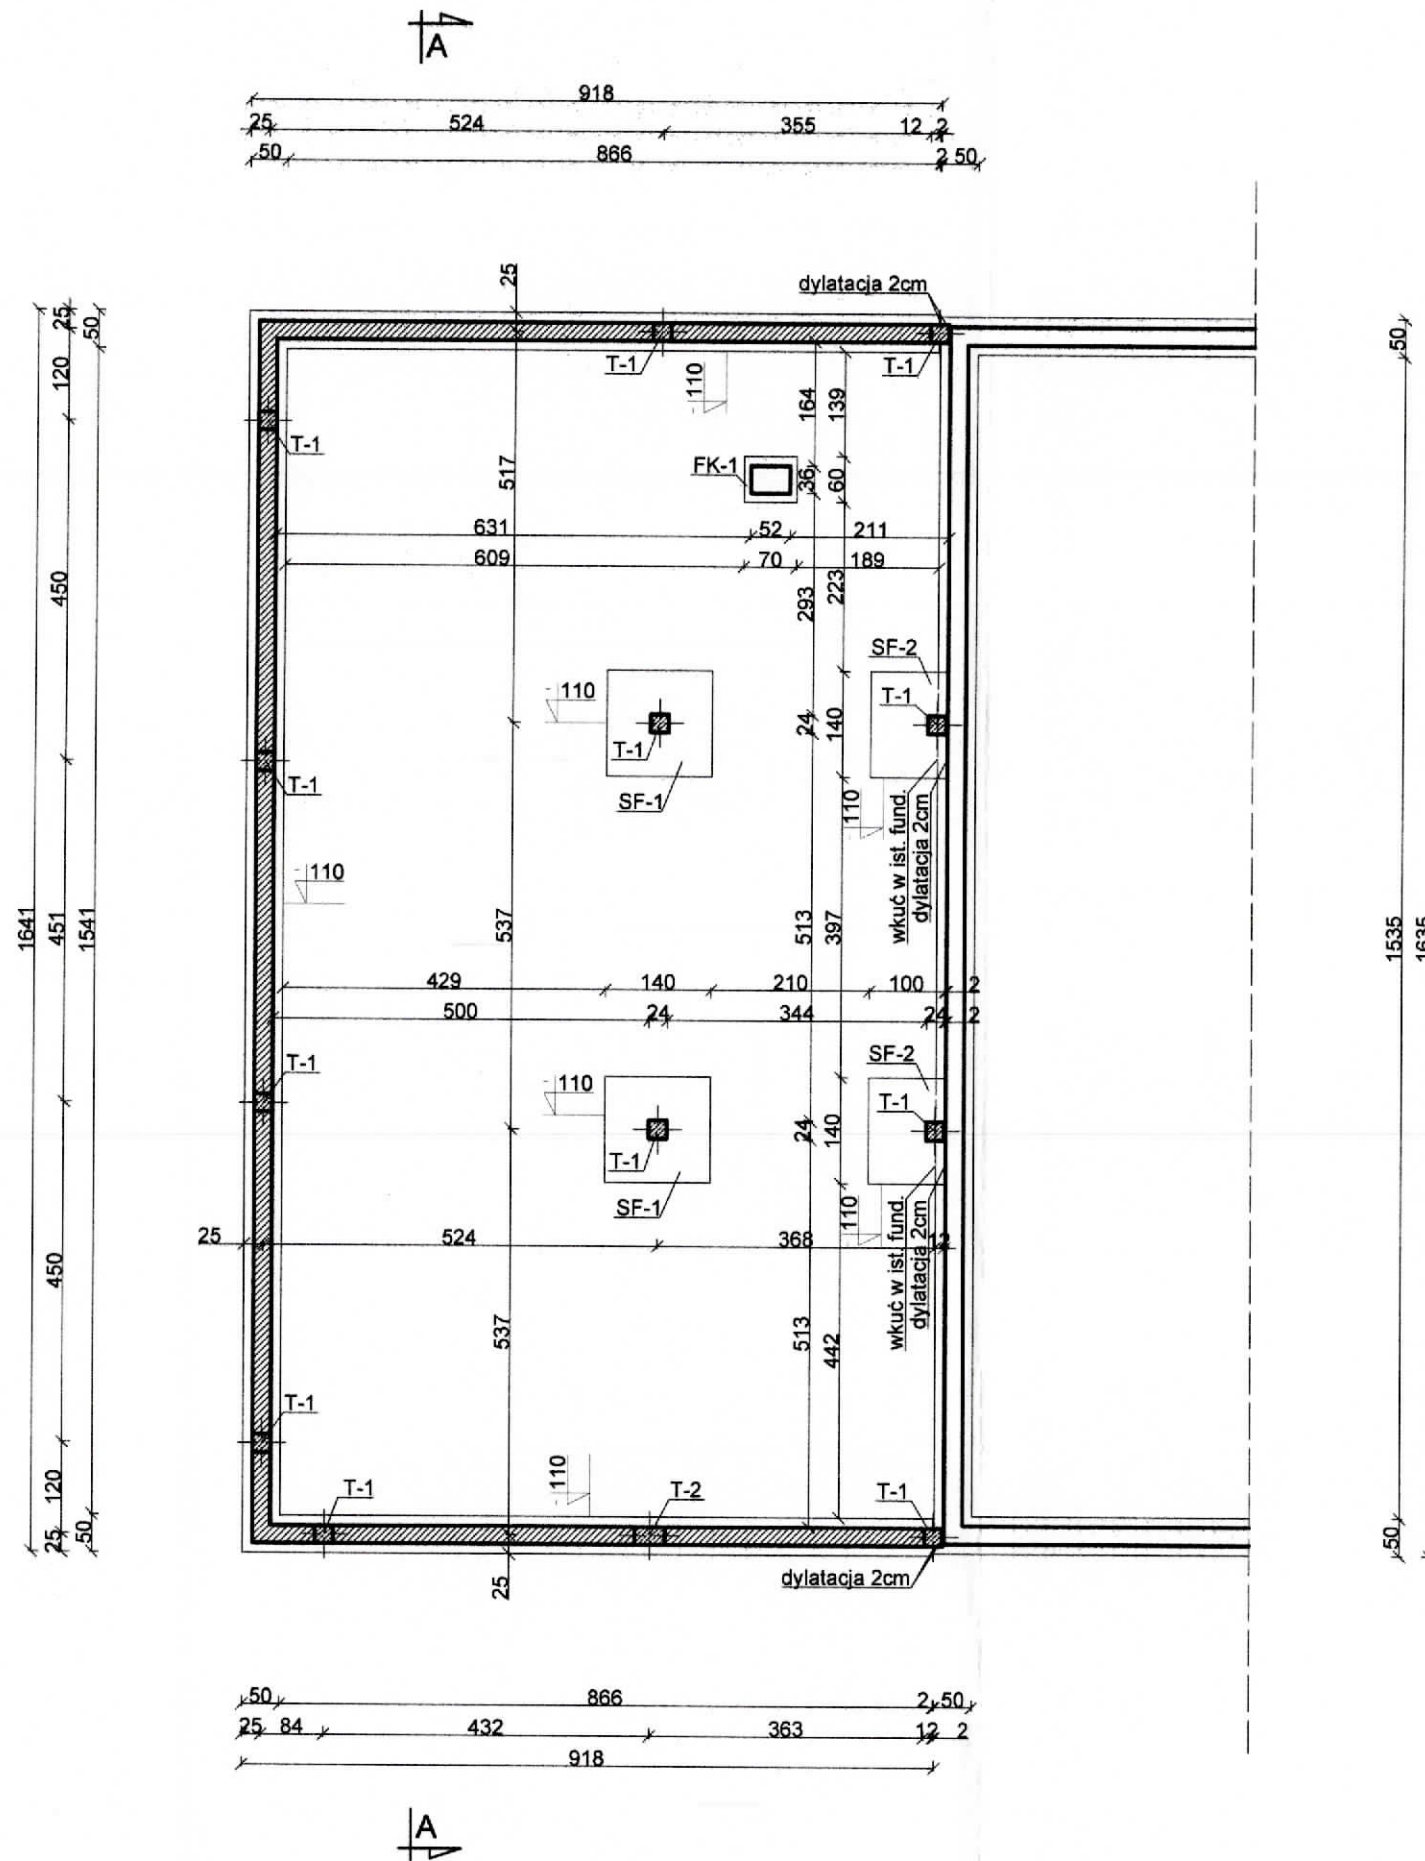 A
918
25 524 355 12 2
50 866 2 50
25
dylatacja 2cm
25
50
50
120
T-1
T-1
110
164
139
T-1
FK-1
36
60
517
631 52 211
609 70 189
450
293
223
SF-2
110
T-1
24
140
T-1
T-1
SF-1
110
wkuć w ist. fund.
dylatacja 2cm
110
1641
451
1541
537
513
397
1535
1635
429 140 210 100 2
500 24 344 24 2
T-1
SF-2
110
T-1
24
140
T-1
SF-1
110
wkuć w ist. fund.
dylatacja 2cm
25 524 368 12
450
537
513
442
T-1
120
110
T-1
T-2
T-1
25
50
50
25
dylatacja 2cm
50 866 2 50
25 84 432 363 12 2
918
A